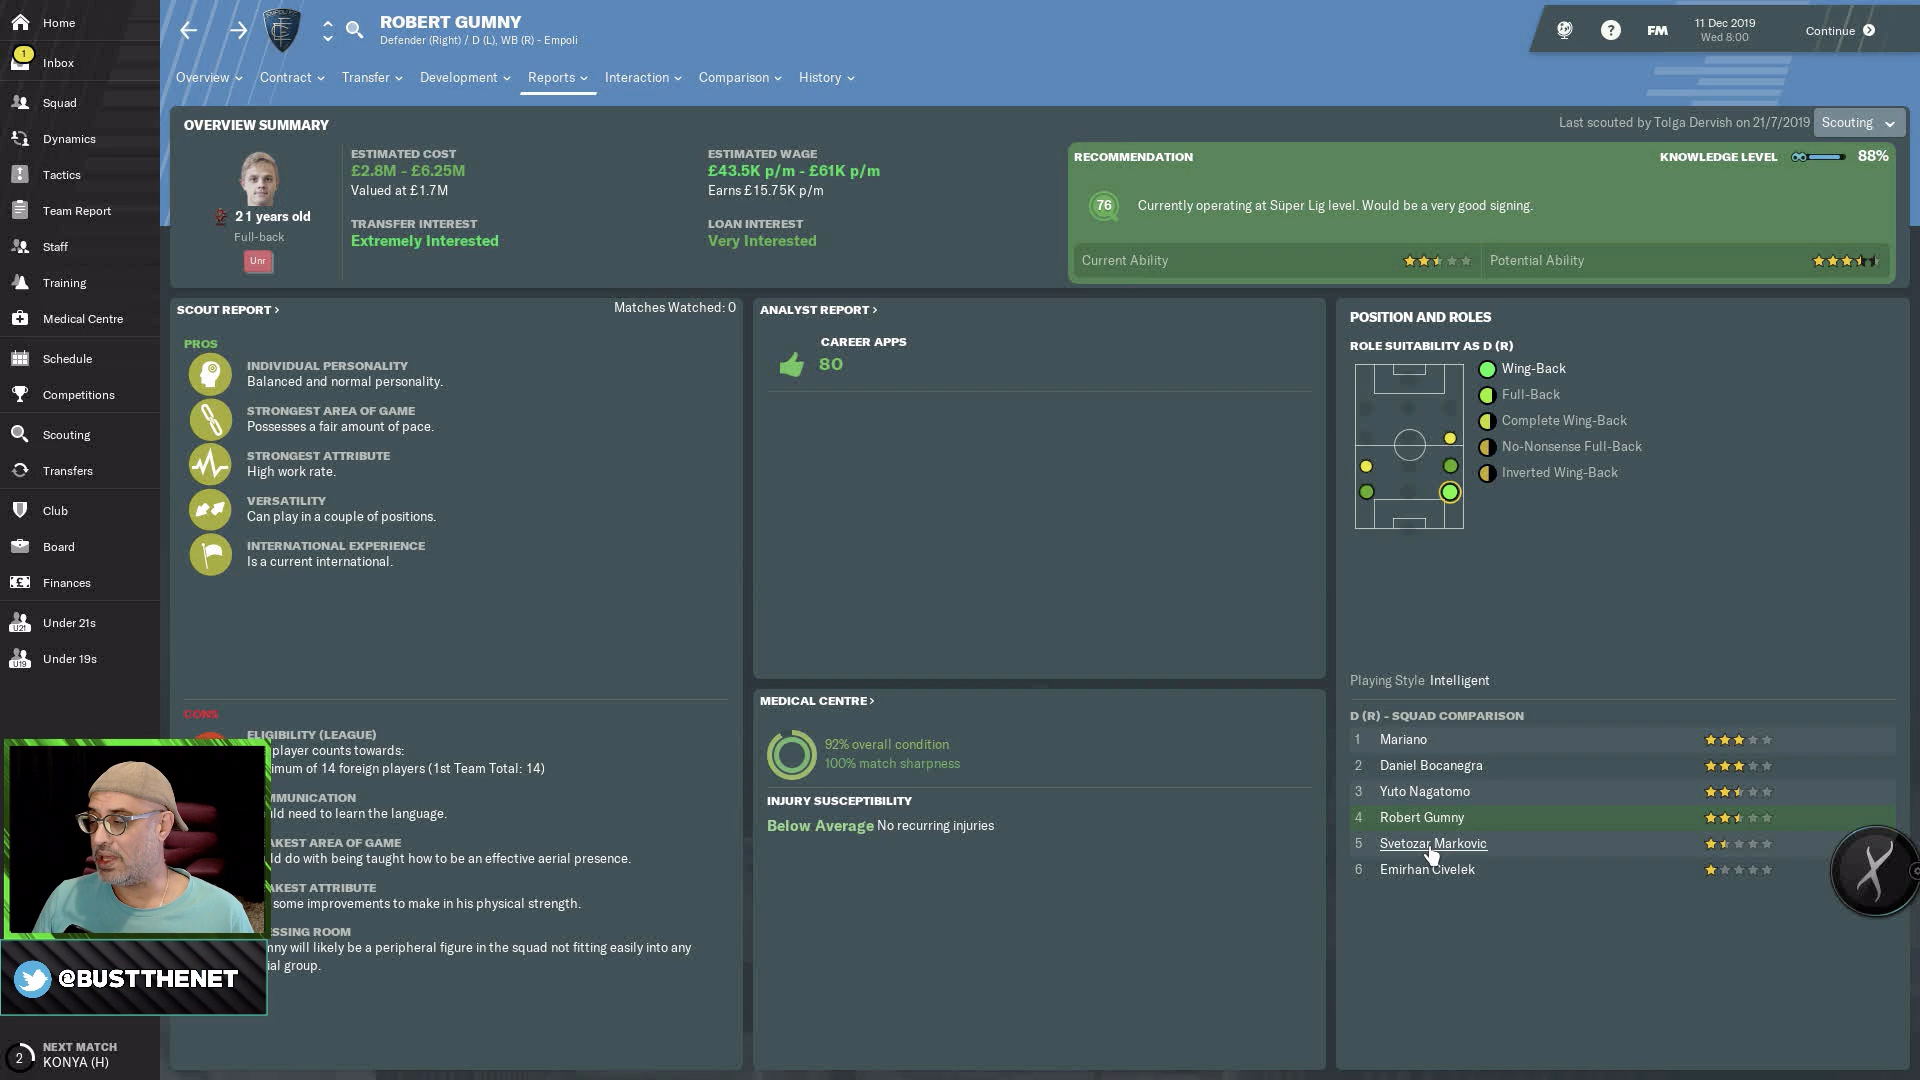 Home
1
Inbox
Squad
Dynamics
Tactics
Team Report
Staff
Training
Medical Centre
Schedule
Competitions
Scouting
Transfers
Club
Board
Finances
U21
Under 21s
U19
Under 19s
ROBERT GUMNY
Defender (Right) / D (L), WB (R) - Empoli
?
FM
11 Dec 2019
Wed 8:00
Continue
Overview
Contract
Transfer
Development
Reports
Interaction
Comparison
History
OVERVIEW SUMMARY
Last scouted by Tolga Dervish on 21/7/2019
Scouting
21 years old
Full-back
Unr
ESTIMATED COST
£2.8M - £6.25M
Valued at £1.7M
TRANSFER INTEREST
Extremely Interested
ESTIMATED WAGE
£43.5K p/m - £61K p/m
Earns £15.75K p/m
LOAN INTEREST
Very Interested
RECOMMENDATION
KNOWLEDGE LEVEL
88%
76
Currently operating at Süper Lig level. Would be a very good signing.
Current Ability
Potential Ability
SCOUT REPORT >
Matches Watched: 0
PROS
INDIVIDUAL PERSONALITY
Balanced and normal personality.
STRONGEST AREA OF GAME
Possesses a fair amount of pace.
STRONGEST ATTRIBUTE
High work rate.
VERSATILITY
Can play in a couple of positions.
INTERNATIONAL EXPERIENCE
Is a current international.
CONS
ELIGIBILITY (LEAGUE)
player counts towards:
imum of 14 foreign players (1st Team Total: 14)
MMUNICATION
ld need to learn the language.
AKEST AREA OF GAME
ld do with being taught how to be an effective aerial presence.
AKEST ATTRIBUTE
some improvements to make in his physical strength.
ESSING ROOM
mny will likely be a peripheral figure in the squad not fitting easily into any
ial group.
ANALYST REPORT >
CAREER APPS
80
MEDICAL CENTRE >
92% overall condition
100% match sharpness
INJURY SUSCEPTIBILITY
Below Average No recurring injuries
POSITION AND ROLES
ROLE SUITABILITY AS D (R)
Wing-Back
Full-Back
Complete Wing-Back
No-Nonsense Full-Back
Inverted Wing-Back
Playing Style Intelligent
D (R) - SQUAD COMPARISON
1 Mariano
2 Daniel Bocanegra
3 Yuto Nagatomo
4 Robert Gumny
5 Svetozar Markovic
6 Emirhan Civelek
@BUSTTHENET
2
NEXT MATCH
KONYA (H)